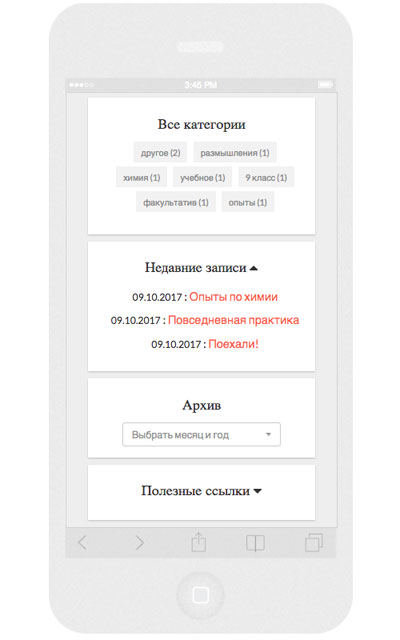 3:45 PM
Все категории
другое (2) размышления (1)
химия (1) учебное (1) 9 класс (1)
факультатив (1) опыты (1)
Недавние записи
09.10.2017 : Опыты по химии
09.10.2017 : Повседневная практика
09.10.2017 : Поехали!
Архив
Выбрать месяц и год
Полезные ссылки